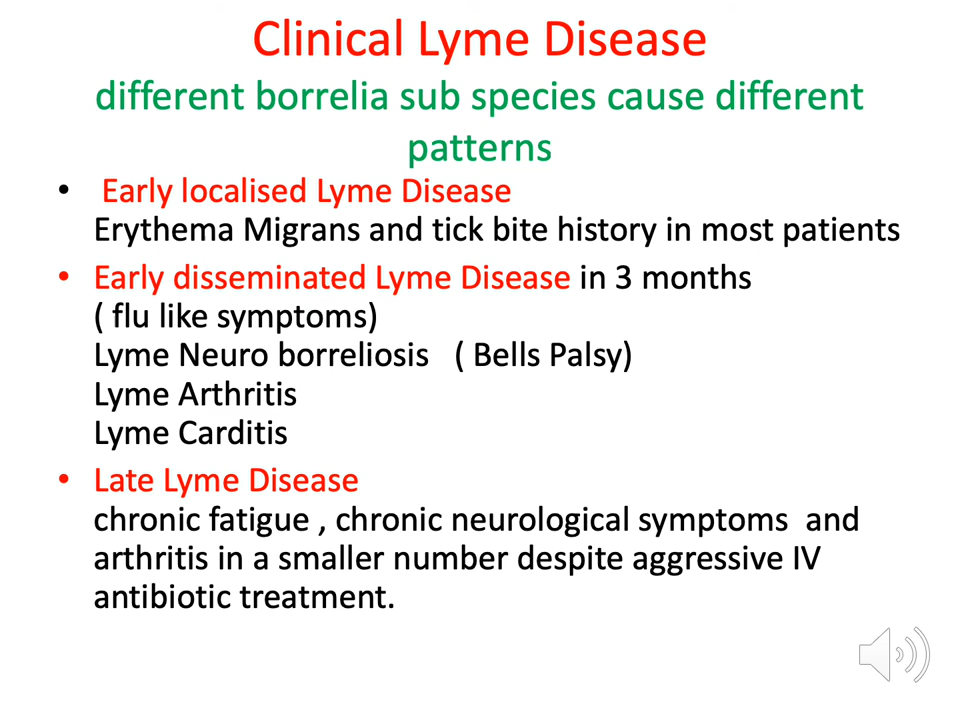 Clinical Lyme Disease
different borrelia sub species cause different
patterns
• Early localised Lyme Disease
Erythema Migrans and tick bite history in most patients
• Early disseminated Lyme Disease in 3 months
( flu like symptoms)
Lyme Neuro borreliosis ( Bells Palsy)
Lyme Arthritis
Lyme Carditis
• Late Lyme Disease
chronic fatigue , chronic neurological symptoms and
arthritis in a smaller number despite aggressive IV
antibiotic treatment.